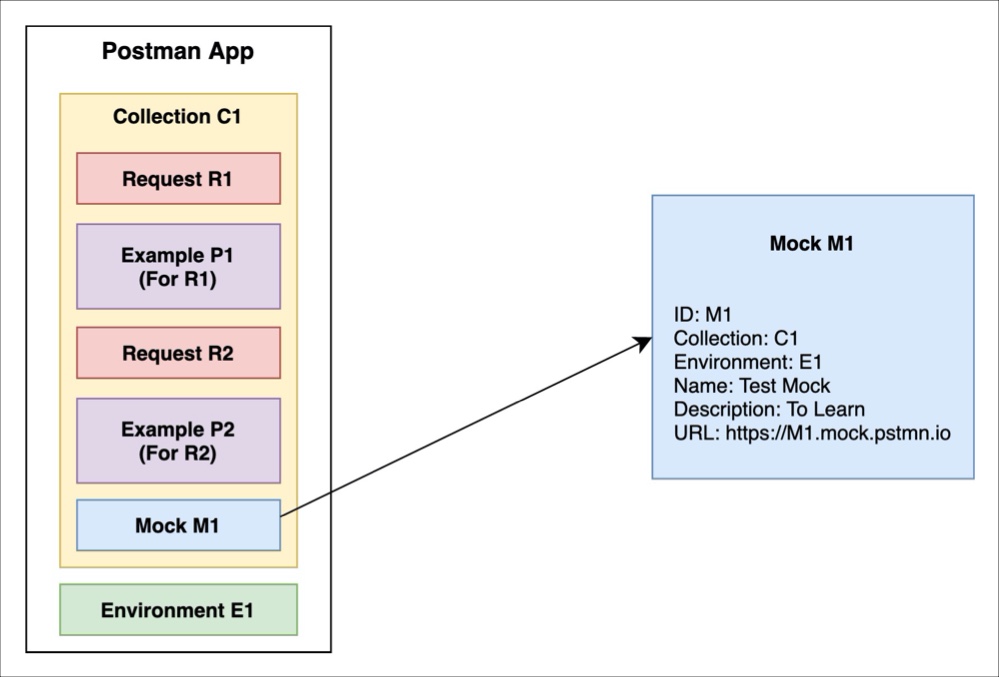 Postman App
Collection C1
Request R1
Example P1
(For R1)
Request R2
Example P2
(For R2)
Mock M1
Environment E1
Mock M1
ID: M1
Collection: C1
Environment: E1
Name: Test Mock
Description: To Learn
URL: https://M1.mock.pstmn.io